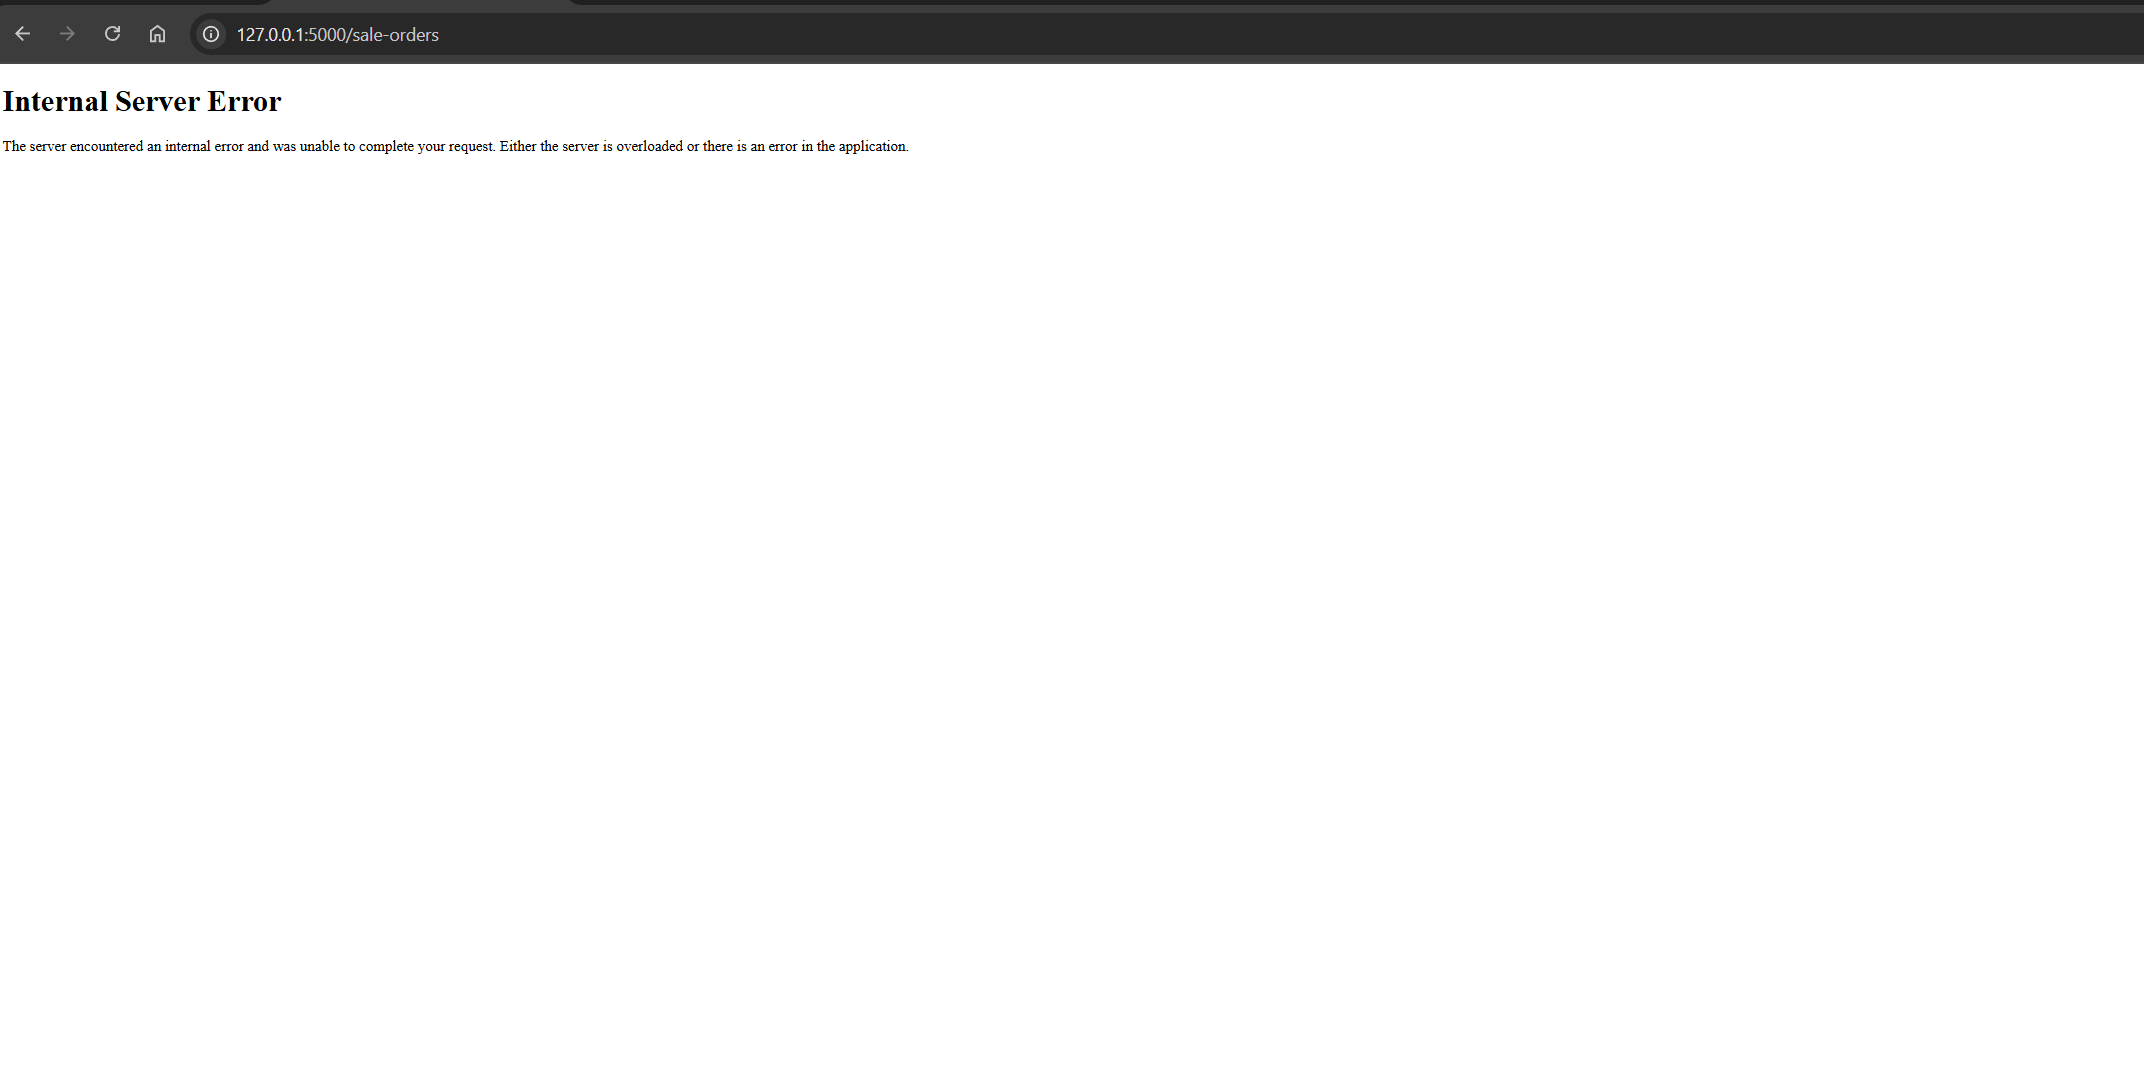 127.0.0.1:5000/sale-orders
Internal Server Error
The server encountered an internal error and was unable to complete your request. Either the server is overloaded or there is an error in the application.